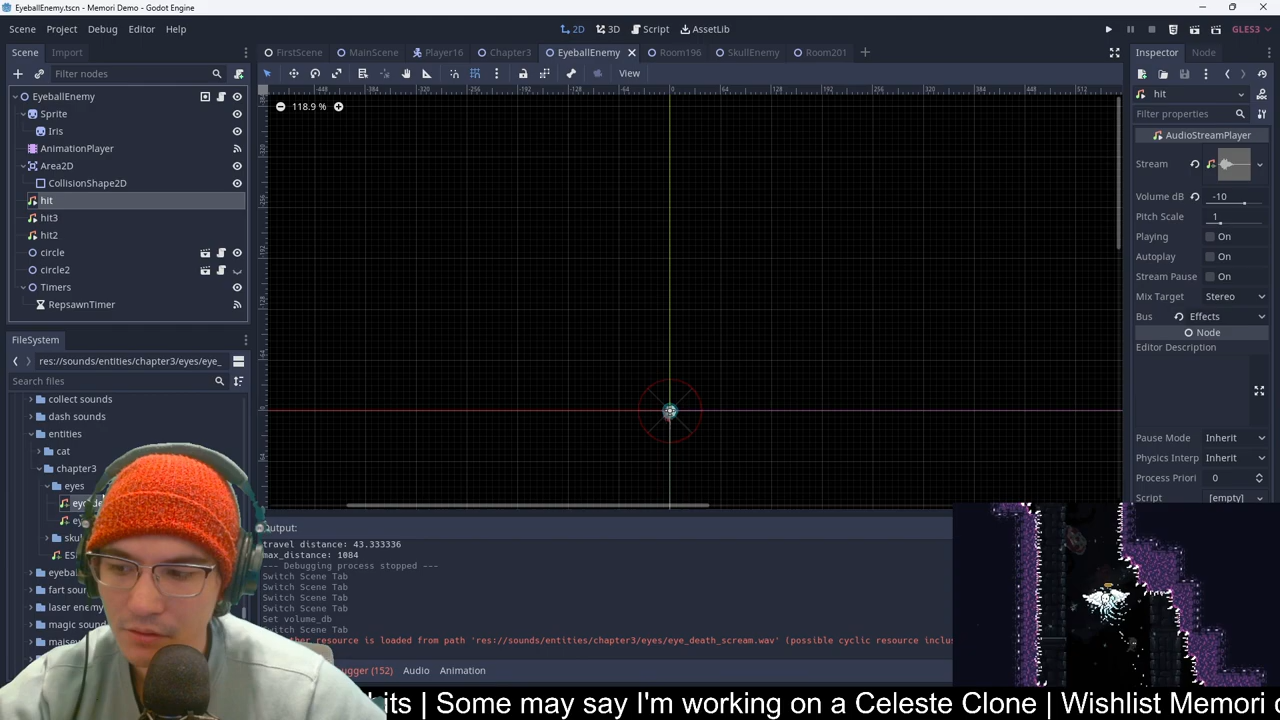 EyeballEnemy.tscn - Memori Demo - Godot Engine
Scene Project Debug Editor Help
2D 3D Script AssetLib
GLES3
Scene Import
FirstScene MainScene Player16 Chapter3 EyeballEnemy Room196 SkullEnemy Room201
Inspector Node
Filter nodes
View
118.9 %
EyeballEnemy
Sprite
Iris
AnimationPlayer
Area2D
CollisionShape2D
hit
hit3
hit2
circle
circle2
Timers
RepsawnTimer
FileSystem
res://sounds/entities/chapter3/eyes/eye_
Search files
collect sounds
dash sounds
entities
cat
chapter3
eyes
hit
Filter properties
AudioStreamPlayer
Stream
Volume dB -10
Pitch Scale 1
Playing On
Autoplay On
Stream Pause On
Mix Target Stereo
Bus Effects
Node
Editor Description
Pause Mode Inherit
Physics Interp Inherit
Process Priori 0
Script [empty]
travel distance: 43.333336
max_distance: 1084
--- Debugging process stopped ---
Switch Scene Tab
Switch Scene Tab
Switch Scene Tab
Switch Scene Tab
Set volume_db
Switch Scene Tab
resource is loaded from path 'res://sounds/entities/chapter3/eyes/eye_death_scream.wav' (possible cyclic resource inclus
(152) Audio Animation
its | Some may say I'm working on a Celeste Clone | Wishlist Memori